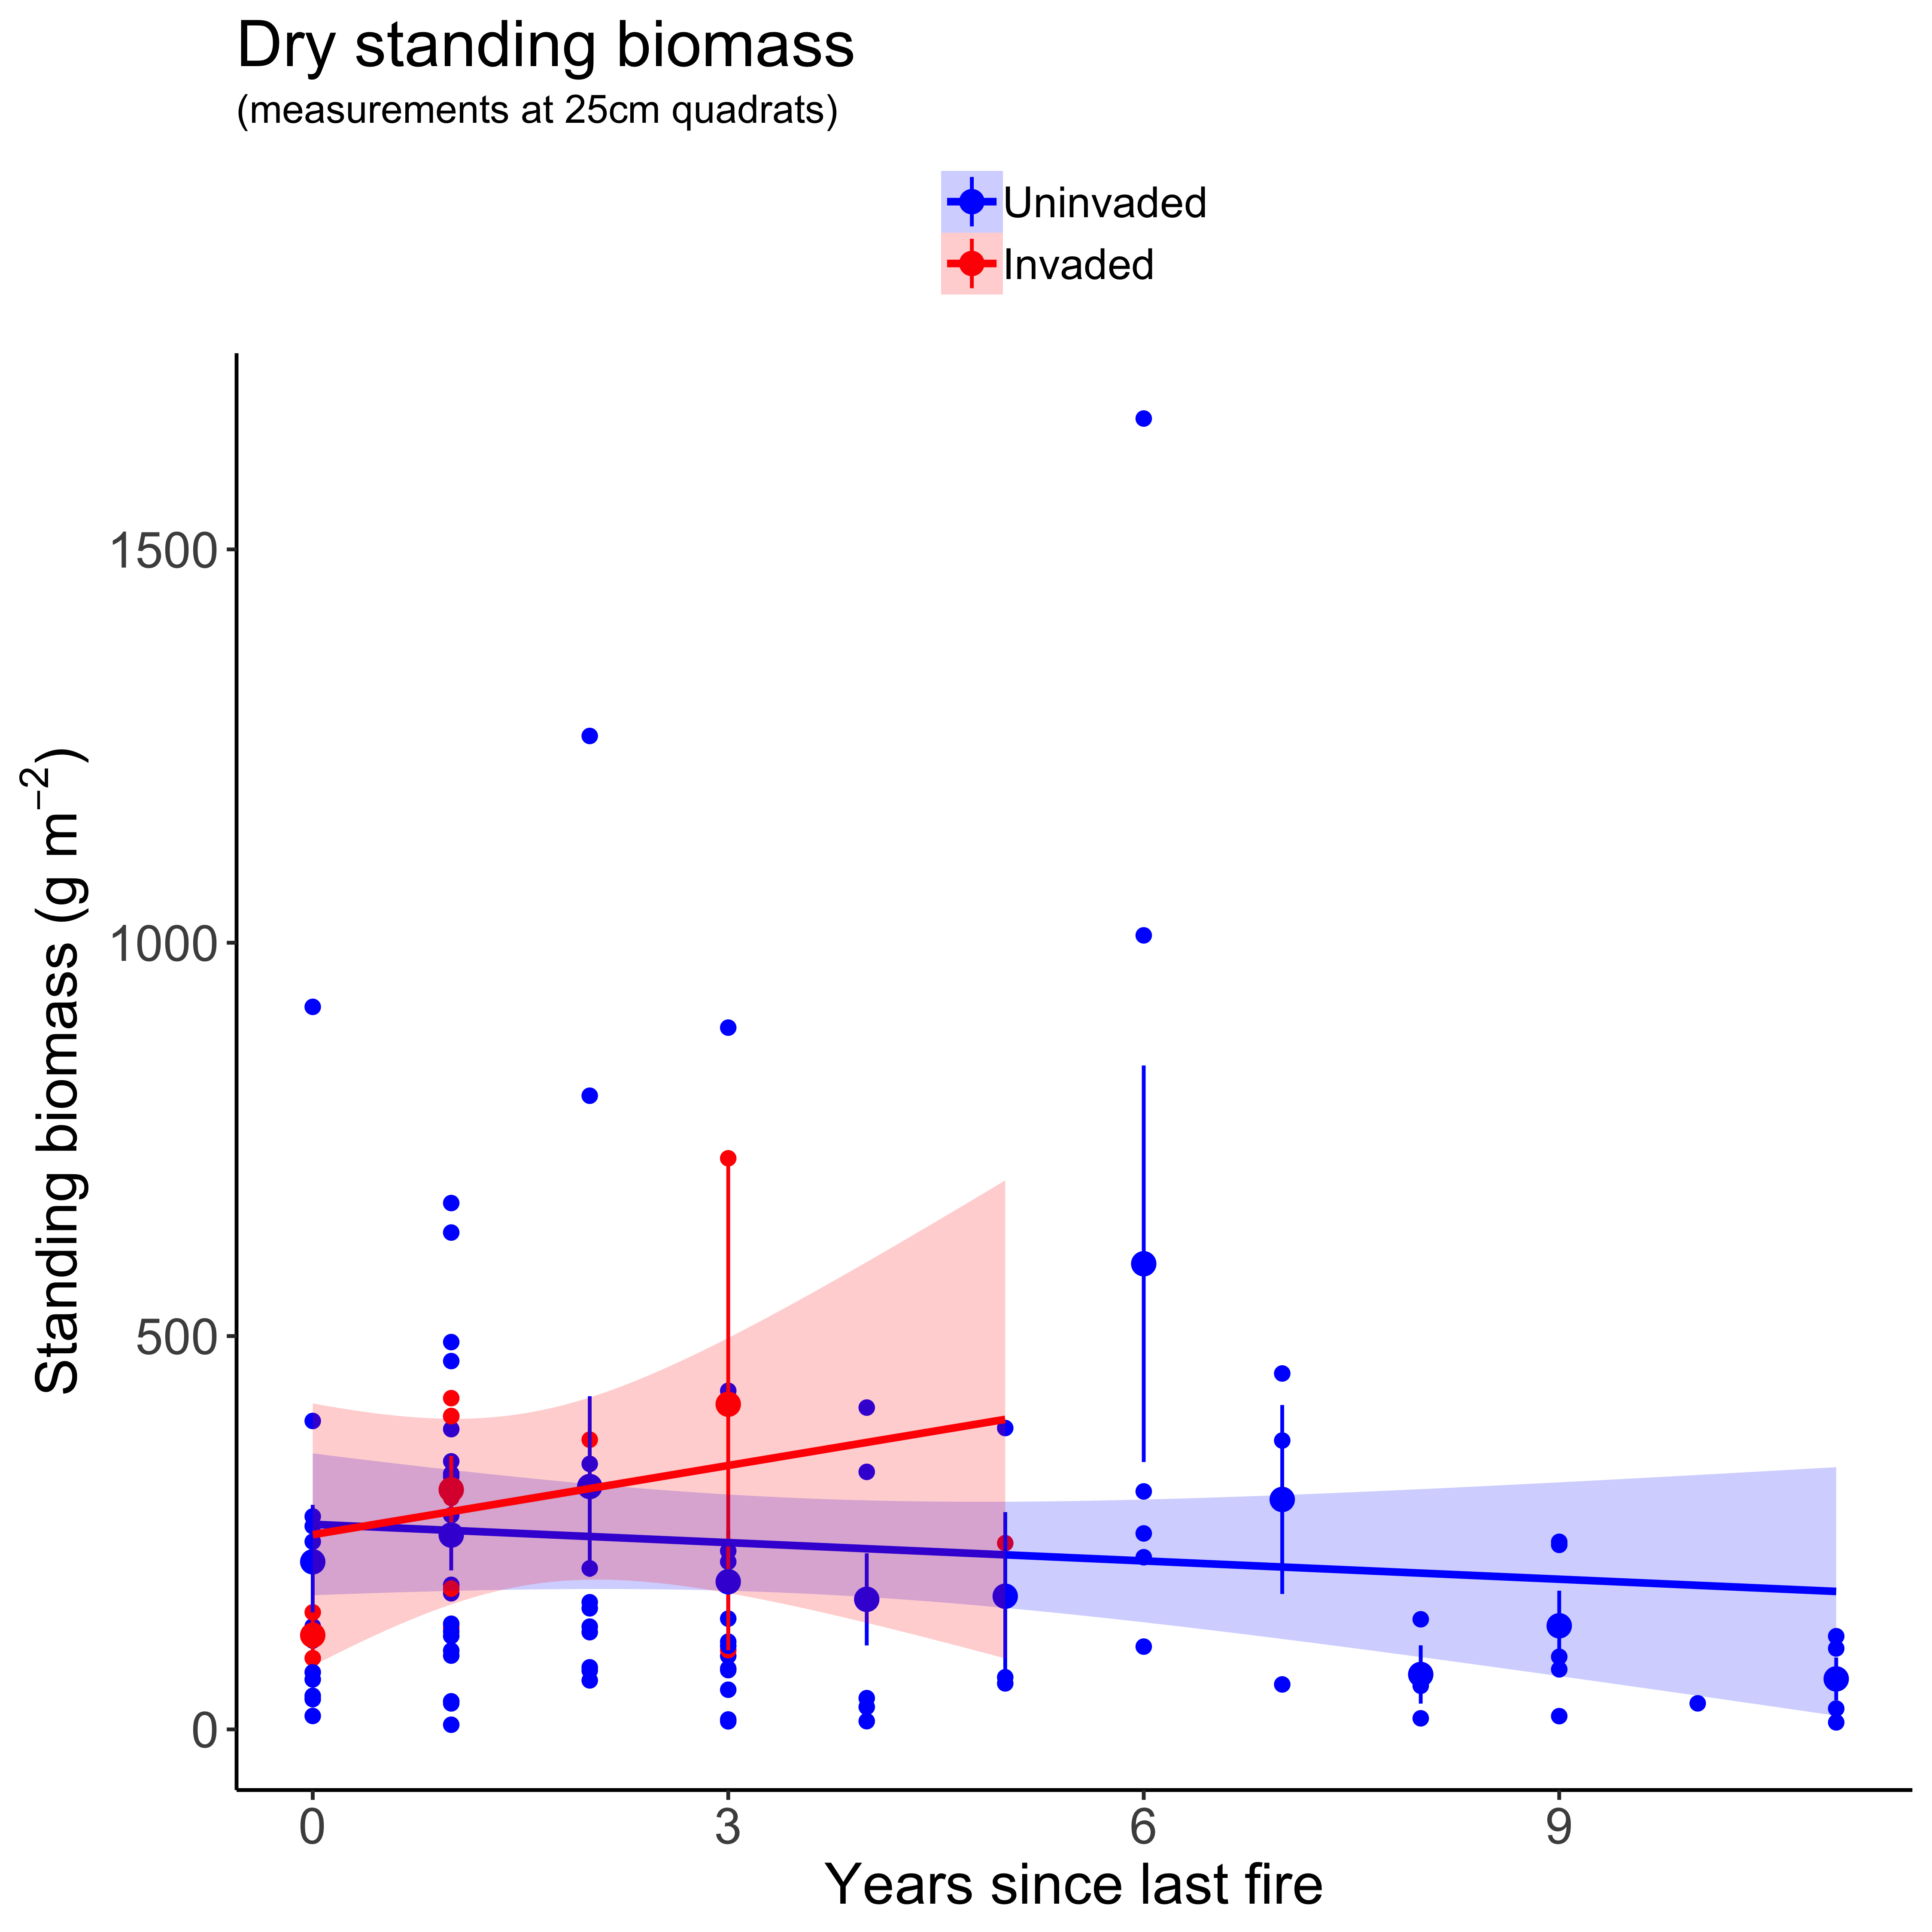 Dry standing biomass
(measurements at 25cm quadrats)
Uninvaded
Invaded
Standing biomass (g m⁻²)
1500
1000
500
0
0 3 6 9
Years since last fire